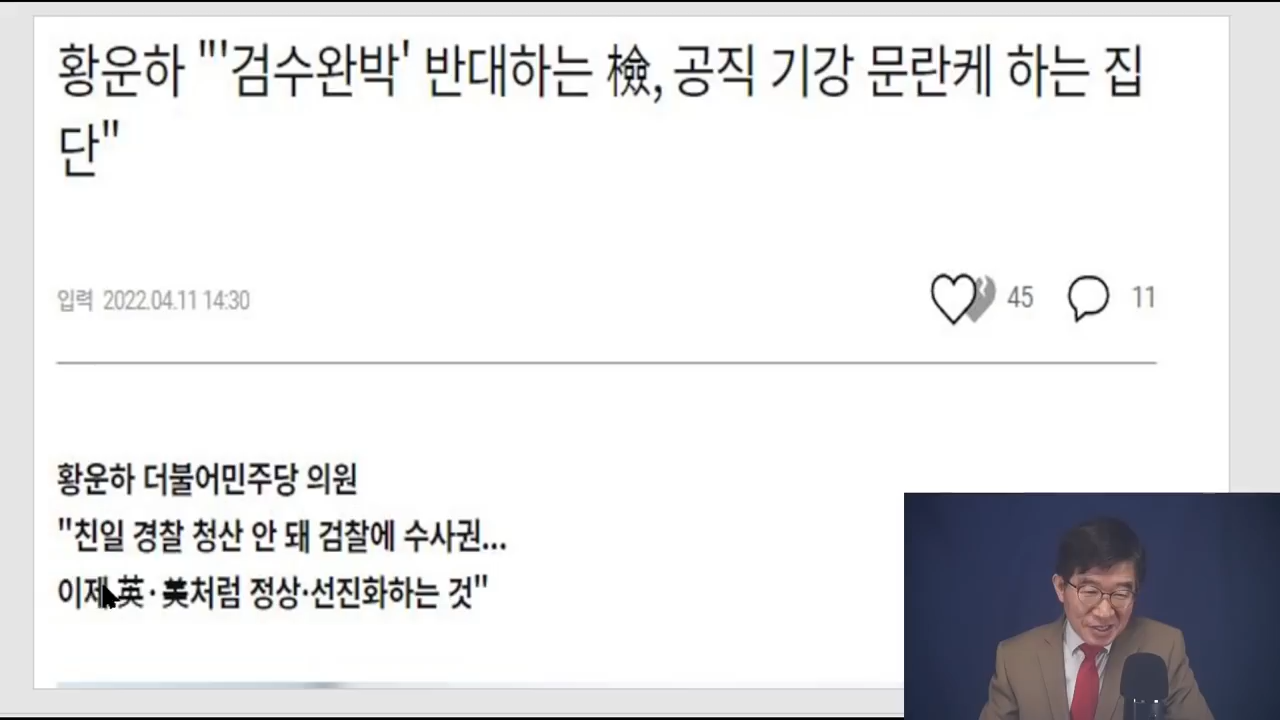 황운하 "'검수완박' 반대하는 檢, 공직 기강 문란케 하는 집
단"
입력 2022.04.11 14:30
45
11
황운하 더불어민주당 의원
"친일 경찰 청산 안 돼 검찰에 수사권...
이제 英·美처럼 정상·선진화하는 것"